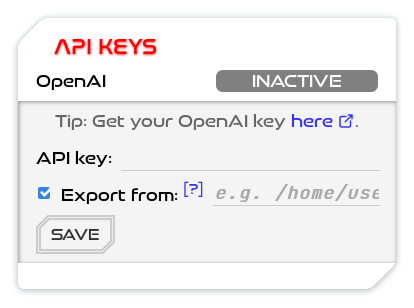 API KEYS
OpenAI INACTIVE
Tip: Get your OpenAI key here.
API key:
Export from: [?] e.g. /home/use
SAVE